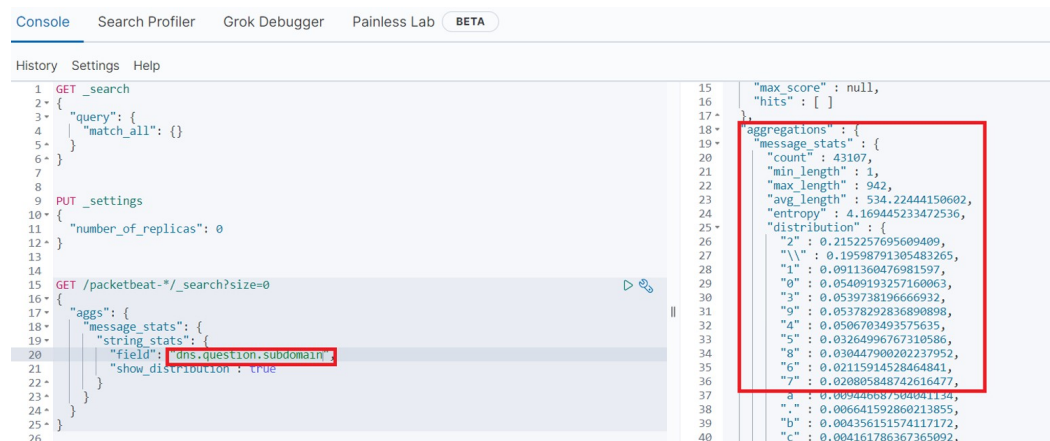 Console Search Profiler Grok Debugger Painless Lab BETA
History Settings Help
1 GET _search
2 {
3 "query": {
4 "match_all": {}
5 }
6 }
7
8
9 PUT _settings
10 {
11 "number_of_replicas": 0
12 }
13
14
15 GET /packetbeat-*/_search?size=0
16 {
17 "aggs": {
18 "message_stats": {
19 "string_stats": {
20 "field": "dns.question.subdomain",
21 "show_distribution": true
22 }
23 }
24 }
25 }
26
15 "max_score" : null,
16 "hits" : [ ]
17 },
18 "aggregations" : {
19 "message_stats" : {
20 "count" : 43107,
21 "min_length" : 1,
22 "max_length" : 942,
23 "avg_length" : 534.22444150602,
24 "entropy" : 4.169445233472536,
25 "distribution" : {
26 "2" : 0.2152257695609409,
27 "\\" : 0.19598791305483265,
28 "1" : 0.0911360476981597,
29 "0" : 0.05409193257160063,
30 "3" : 0.0539738196666932,
31 "9" : 0.05378292836890898,
32 "4" : 0.0506703493575635,
33 "5" : 0.03264996767310586,
34 "8" : 0.030447900202237952,
35 "6" : 0.02115914528464841,
36 "7" : 0.020805848742616477,
37 "a" : 0.009446687504041134,
38 "." : 0.006641592860213855,
39 "b" : 0.004356151574117172,
40 "c" : 0.004161786367365092,